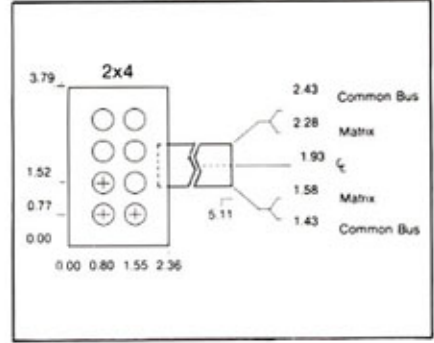 2x4
3.79
2.43 Common Bus
2.28 Matrix
1.93 ℄
1.52
1.58 Matrix
0.77
5.11
1.43 Common Bus
0.00
0.00 0.80 1.55 2.36